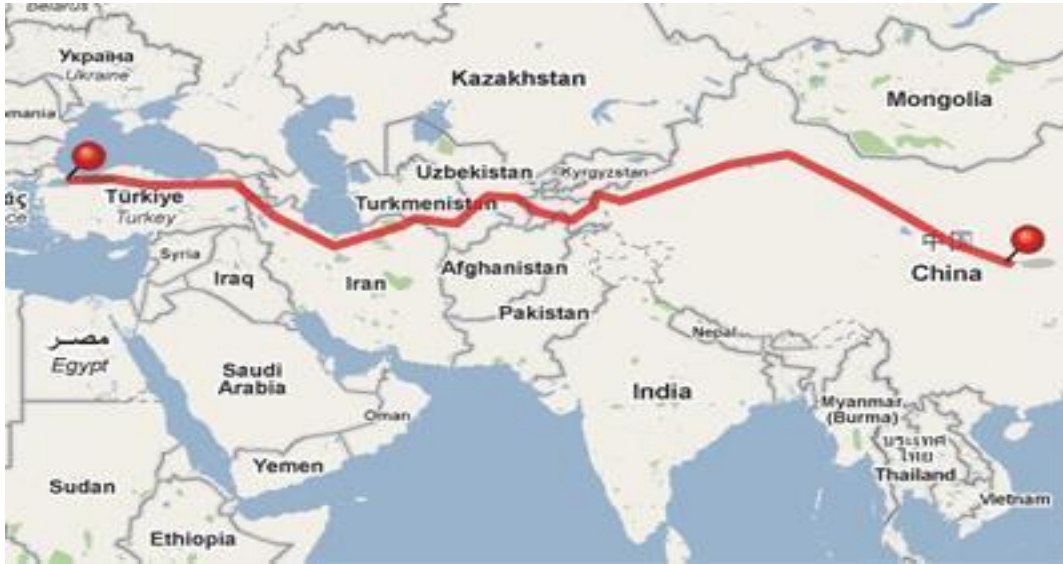 Belarus
Україна
Ukraine
omania
Kazakhstan
Mongolia
Uzbekistan
Kyrgyzstan
Türkiye
Turkey
Turkmenistan
中国
China
Syria
Iraq
Iran
Afghanistan
Pakistan
Nepal
مصر
Egypt
Saudi
Arabia
Oman
India
Myanmar
(Burma)
ประเทศ
ไทย
Thailand
Vietnam
Yemen
Sudan
Ethiopia